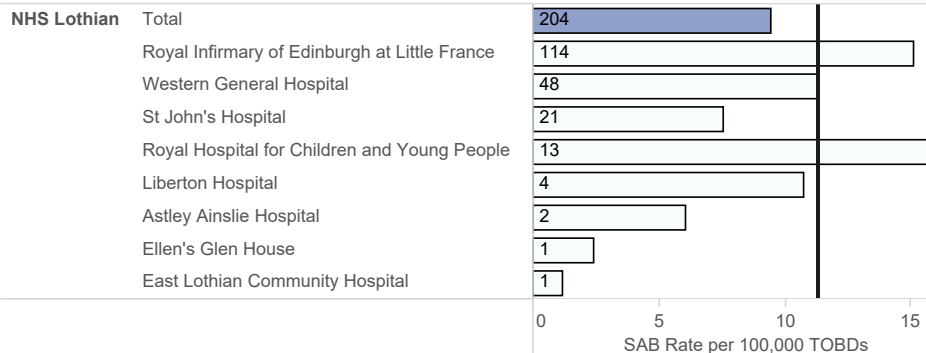 NHS Lothian Total 204
Royal Infirmary of Edinburgh at Little France 114
Western General Hospital 48
St John's Hospital 21
Royal Hospital for Children and Young People 13
Liberton Hospital 4
Astley Ainslie Hospital 2
Ellen's Glen House 1
East Lothian Community Hospital 1
0 5 10 15
SAB Rate per 100,000 TOBDs